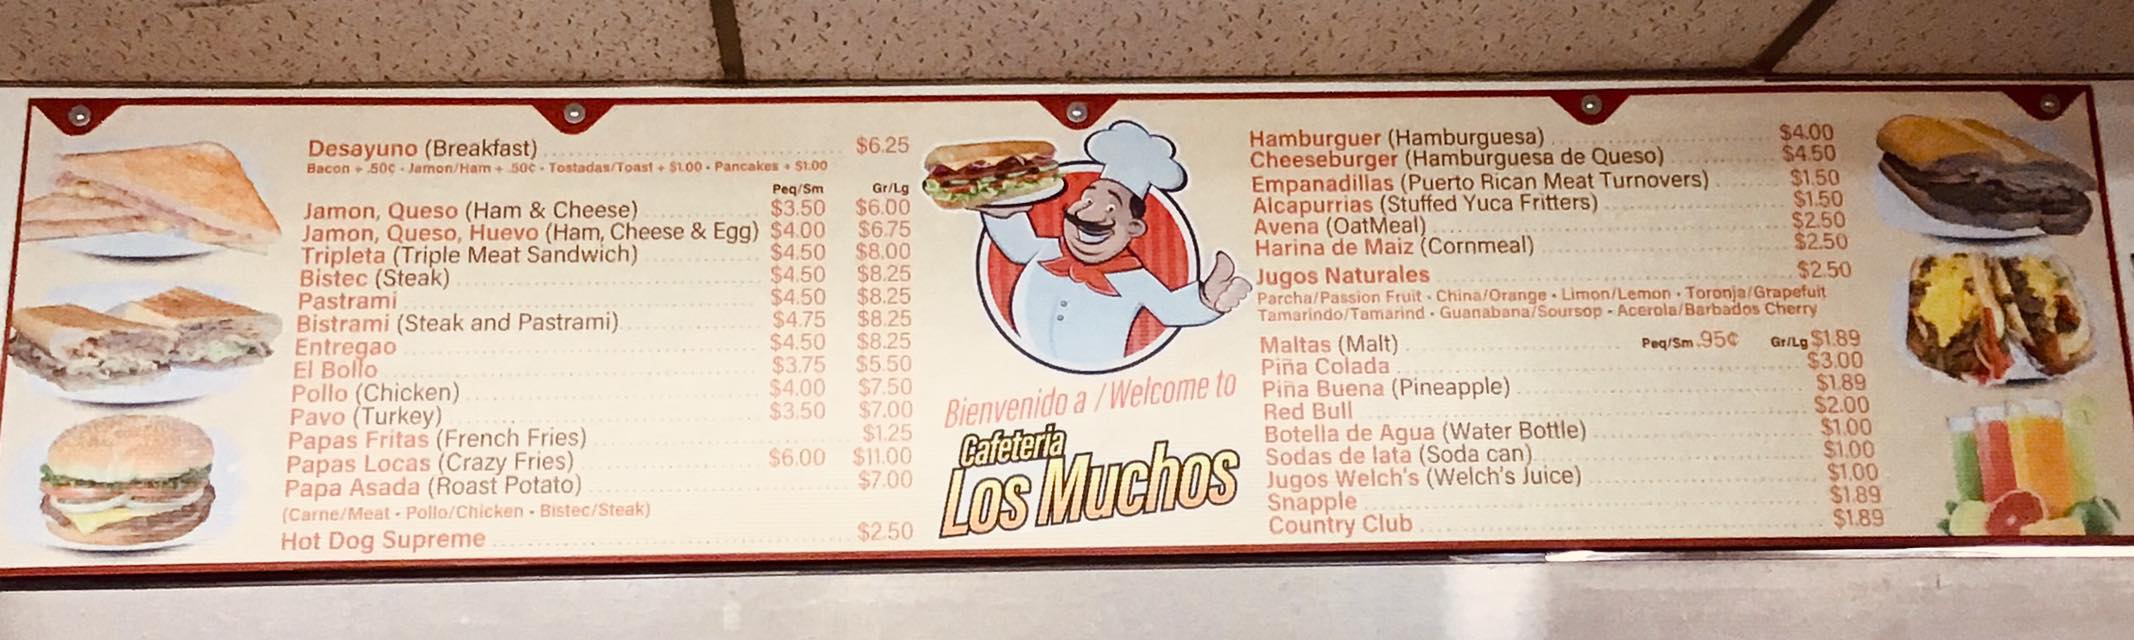 Desayuno (Breakfast) $6.25
Bacon + .50¢ - Jamon/Ham + .50¢ - Tostadas/Toast + $1.00 - Pancakes + $1.00
Peq/Sm Gr/Lg
Jamon, Queso (Ham & Cheese) $3.50 $6.00
Jamon, Queso, Huevo (Ham, Cheese & Egg) $4.00 $6.75
Tripleta (Triple Meat Sandwich) $4.50 $8.00
Bistec (Steak) $4.50 $8.25
Pastrami $4.50 $8.25
Bistrami (Steak and Pastrami) $4.75 $8.25
Entregao $4.50 $8.25
El Bollo $3.75 $5.50
Pollo (Chicken) $4.00 $7.50
Pavo (Turkey) $3.50 $7.00
Papas Fritas (French Fries) $1.25
Papas Locas (Crazy Fries) $6.00 $11.00
Papa Asada (Roast Potato) $7.00
(Carne/Meat - Pollo/Chicken - Bistec/Steak)
Hot Dog Supreme $2.50
Bienvenido a / Welcome to
Cafeteria
Los Muchos
Hamburguer (Hamburguesa) $4.00
Cheeseburger (Hamburguesa de Queso) $4.50
Empanadillas (Puerto Rican Meat Turnovers) $1.50
Alcapurrias (Stuffed Yuca Fritters) $1.50
Avena (OatMeal) $2.50
Harina de Maiz (Cornmeal) $2.50
Jugos Naturales $2.50
Parcha/Passion Fruit - China/Orange - Limon/Lemon - Toronja/Grapefuit
Tamarindo/Tamarind - Guanabana/Soursop - Acerola/Barbados Cherry
Maltas (Malt) Peq/Sm .95¢ Gr/Lg $1.89
Piña Colada $3.00
Piña Buena (Pineapple) $1.89
Red Bull $2.00
Botella de Agua (Water Bottle) $1.00
Sodas de lata (Soda can) $1.00
Jugos Welch's (Welch's Juice) $1.00
Snapple $1.89
Country Club $1.89